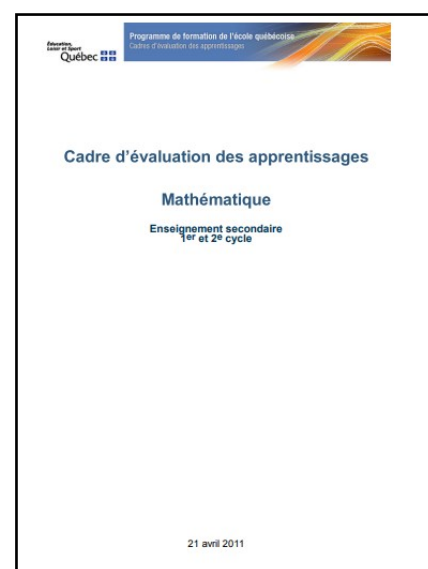 Éducation,
Loisir et Sport
Québec
Programme de formation de l'école québécoise
Cadres d'évaluation des apprentissages
Cadre d'évaluation des apprentissages
Mathématique
Enseignement secondaire
1er et 2e cycle
21 avril 2011